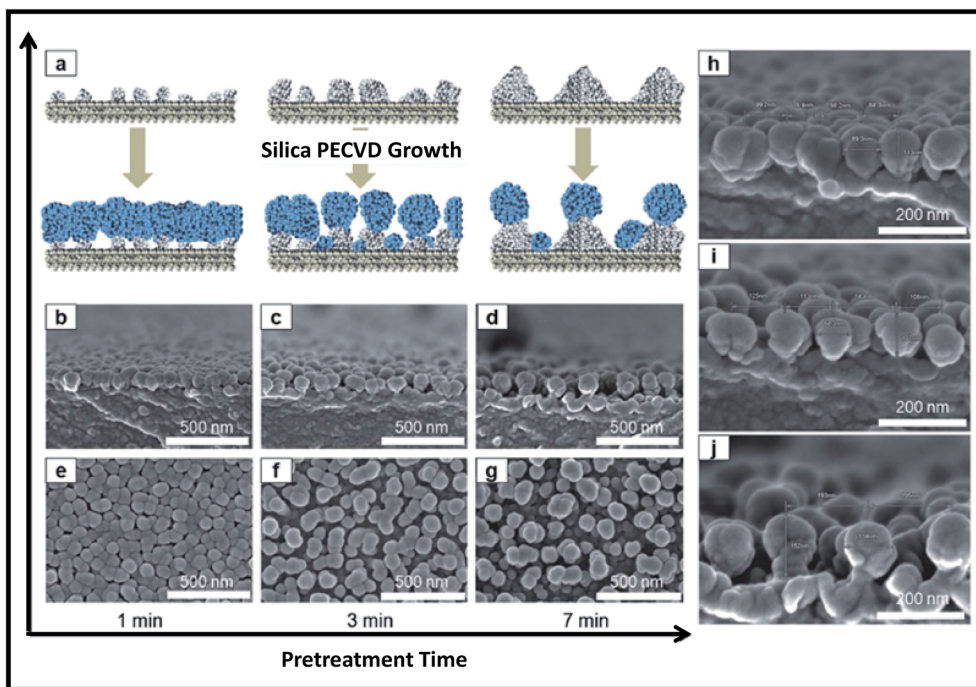 a
Silica PECVD Growth
b
500 nm
c
500 nm
d
500 nm
e
500 nm
f
500 nm
g
500 nm
1 min
3 min
7 min
Pretreatment Time
h
200 nm
i
200 nm
j
200 nm